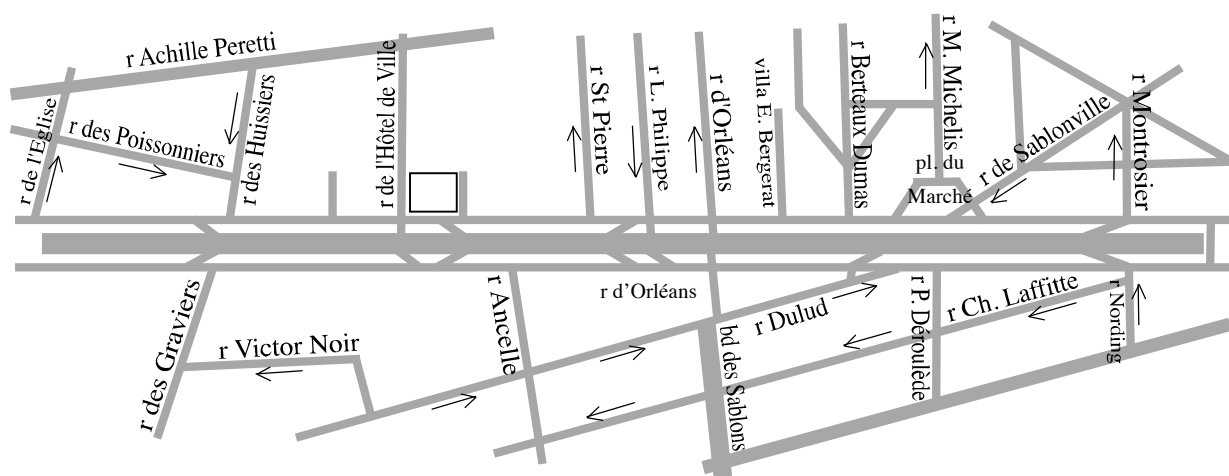 r Achille Peretti
r de l'Eglise
r des Poissonniers
r des Huissiers
r de l'Hôtel de Ville
r St Pierre
r L. Philippe
r d'Orléans
villa E. Bergerat
r Berteaux Dumas
r M. Michelis
pl. du
Marché
r de Sablonville
r Montrosier
r des Graviers
r Victor Noir
r Ancelle
r d’Orléans
bd des Sablons
r Dulud
r P. Déroulède
r Ch. Laffitte
r Nording